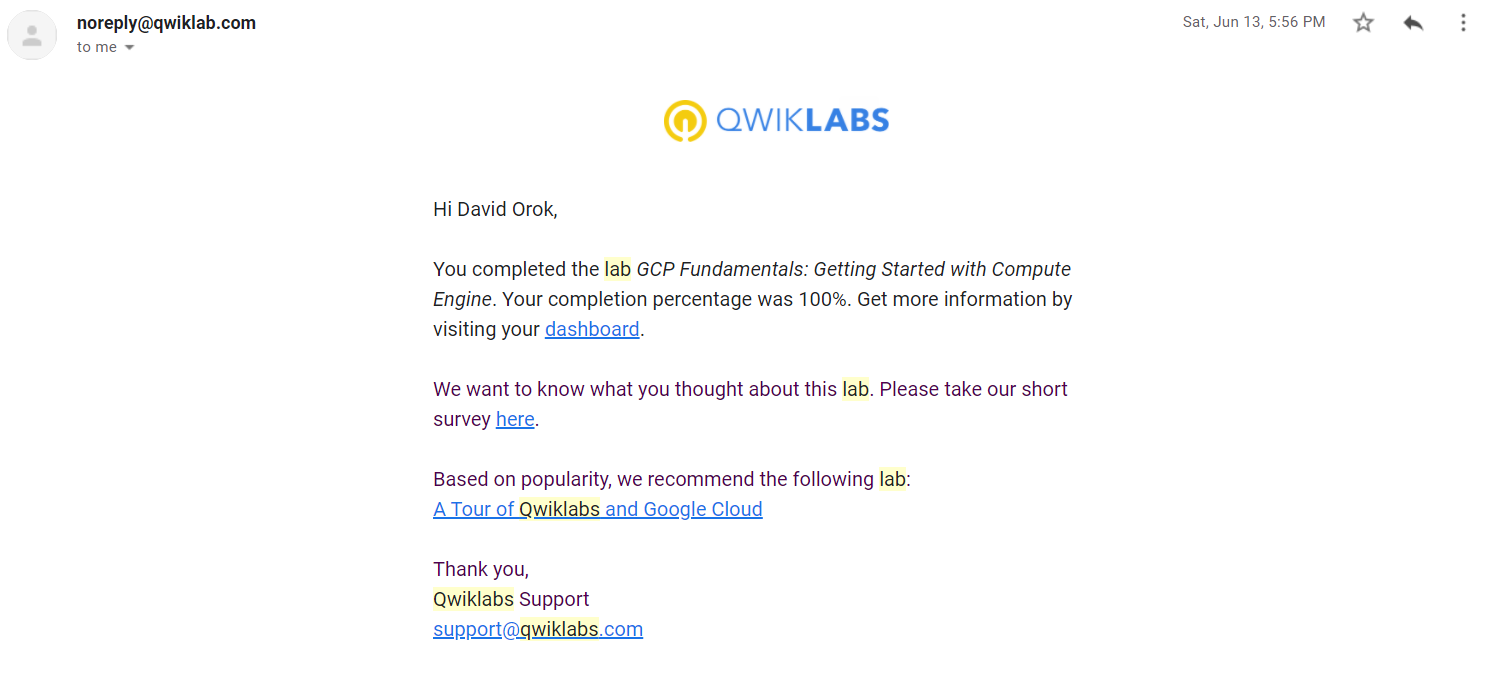 noreply@qwiklab.com
Sat, Jun 13, 5:56 PM
to me
QWIKLABS
Hi David Orok,
You completed the lab GCP Fundamentals: Getting Started with Compute
Engine. Your completion percentage was 100%. Get more information by
visiting your dashboard.
We want to know what you thought about this lab. Please take our short
survey here.
Based on popularity, we recommend the following lab:
A Tour of Qwiklabs and Google Cloud
Thank you,
Qwiklabs Support
support@qwiklabs.com